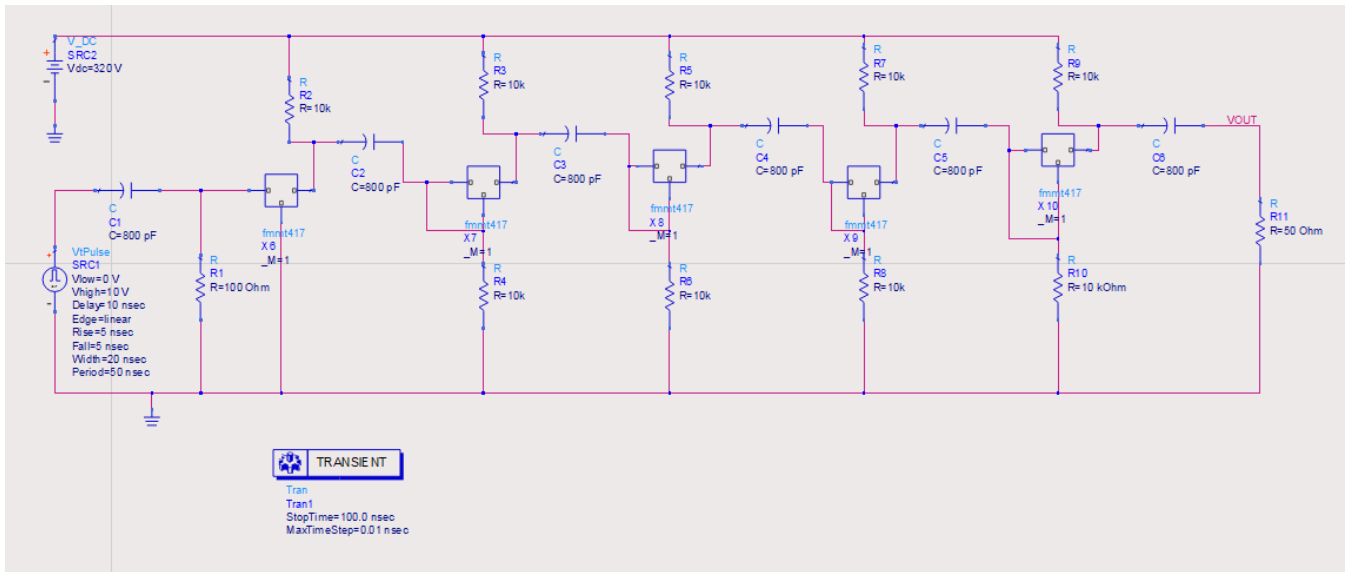 V_DC
SRC2
Vdc=320 V
R
R2
R=10k
R
R3
R=10k
R
R5
R=10k
R
R7
R=10k
R
R9
R=10k
C
C1
C=800 pF
C
C2
C=800 pF
C
C3
C=800 pF
C
C4
C=800 pF
C
C5
C=800 pF
C
C6
C=800 pF
VOUT
fmmt417
X6
_M=1
fmmt417
X7
_M=1
fmmt417
X8
_M=1
fmmt417
X9
_M=1
fmmt417
X10
_M=1
VtPulse
SRC1
Vlow=0 V
Vhigh=10 V
Delay=10 nsec
Edge=linear
Rise=5 nsec
Fall=5 nsec
Width=20 nsec
Period=50 nsec
R
R1
R=100 Ohm
R
R4
R=10k
R
R6
R=10k
R
R8
R=10k
R
R10
R=10 kOhm
R
R11
R=50 Ohm
TRANSIENT
Tran
Tran1
StopTime=100.0 nsec
MaxTimeStep=0.01 nsec